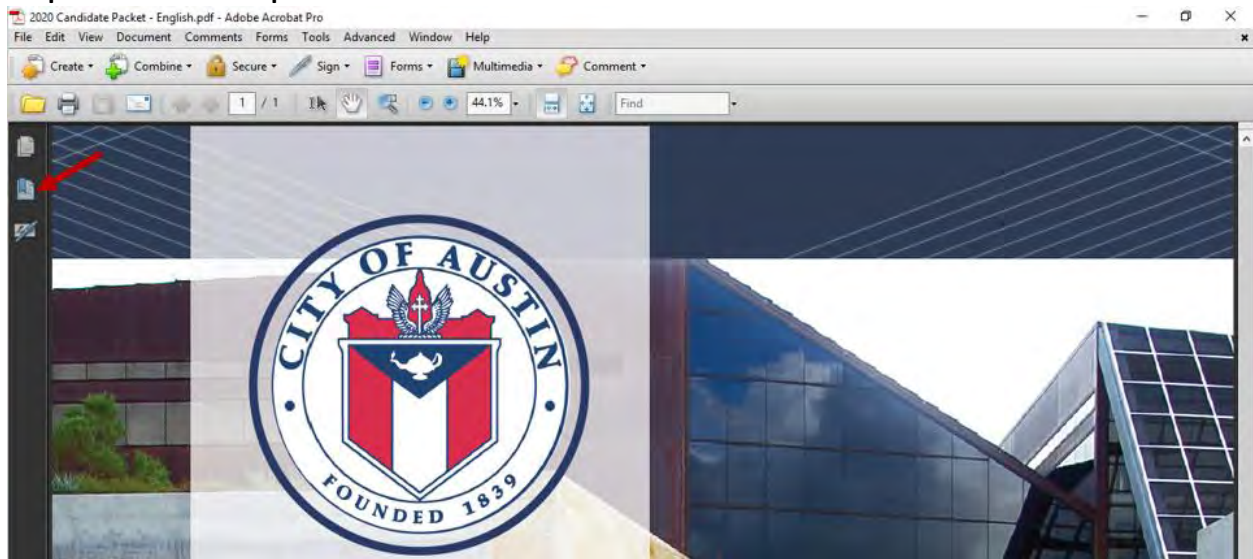 2020 Candidate Packet - English.pdf - Adobe Acrobat Pro
File Edit View Document Comments Forms Tools Advanced Window Help
Create Combine Secure Sign Forms Multimedia Comment
1 / 1 44.1% Find
CITY OF AUSTIN
FOUNDED 1839